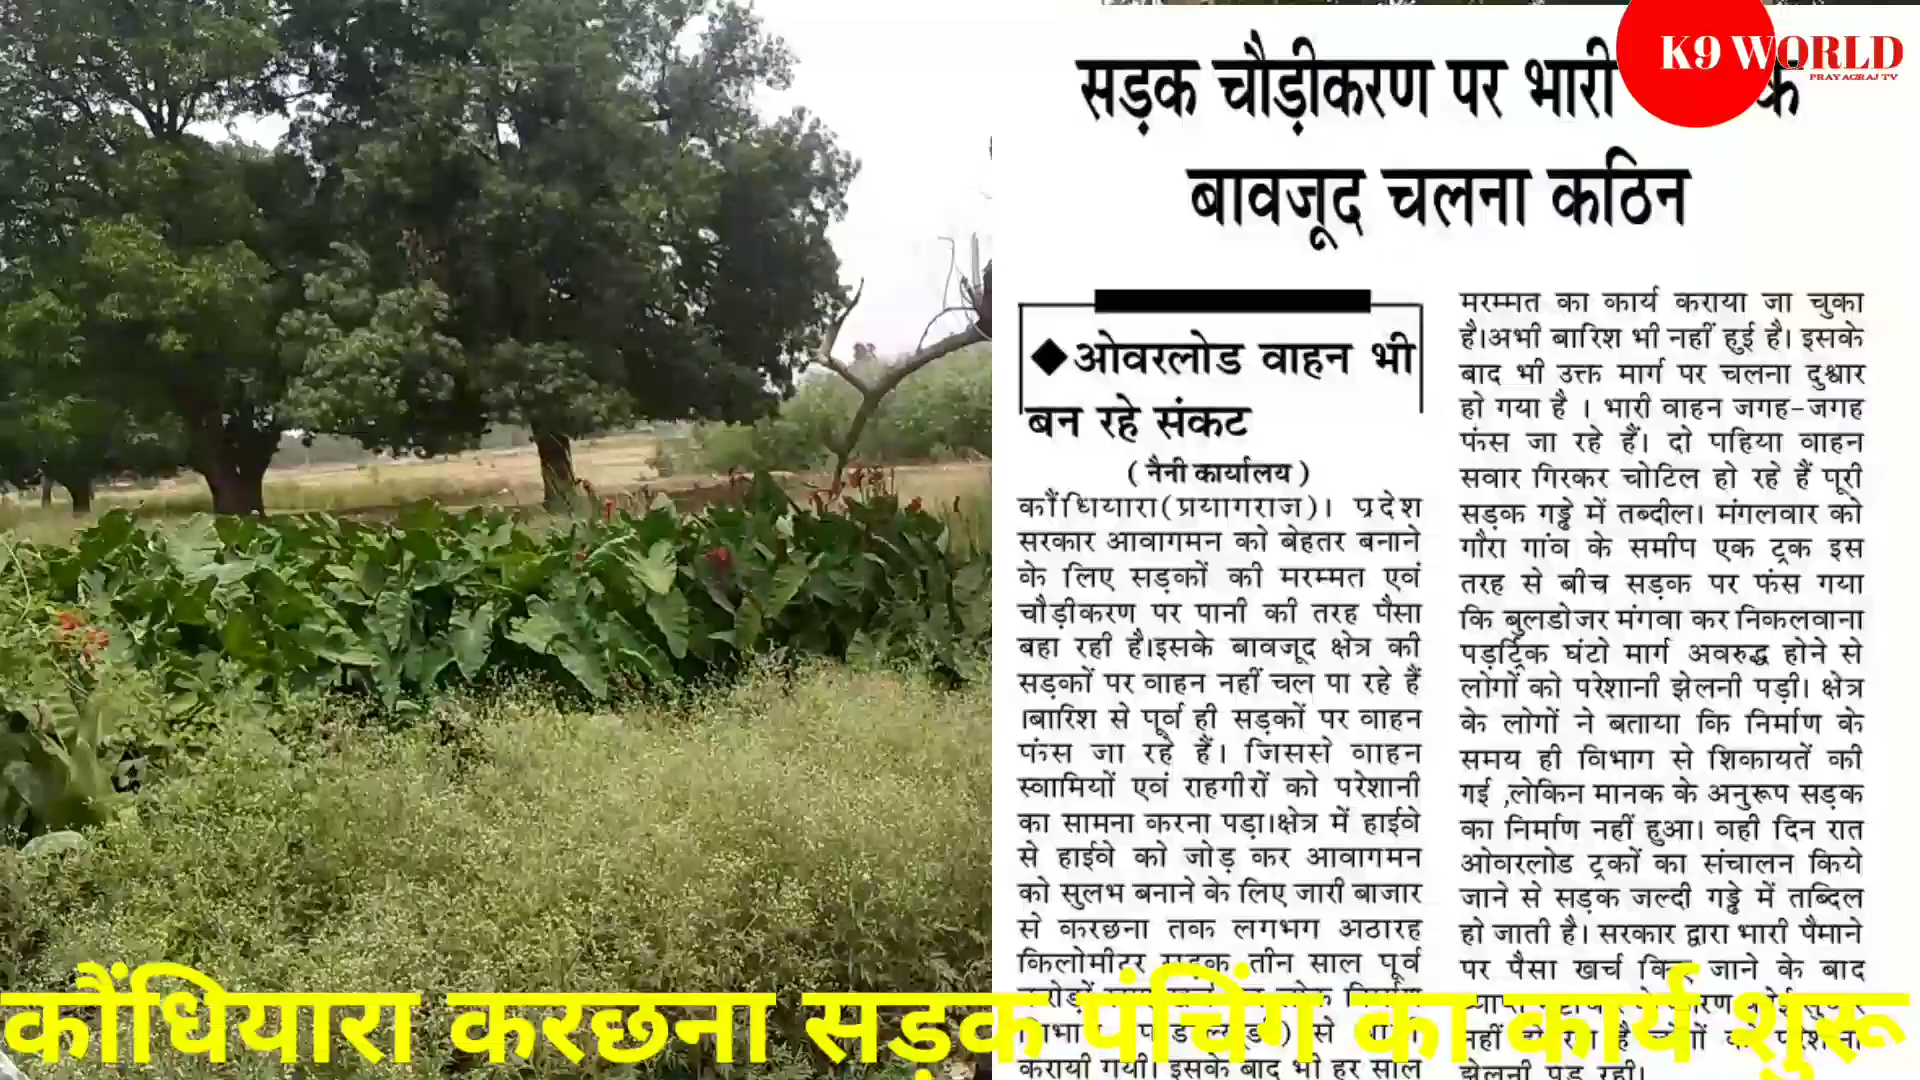 K9 WORLD
PRAYAGRAJ TV
सड़क चौड़ीकरण पर भारी के
बावजूद चलना कठिन
◆ओवरलोड वाहन भी
बन रहे संकट
( नैनी कार्यालय )
कौंधियारा(प्रयागराज)। प्रदेश
सरकार आवागमन को बेहतर बनाने
के लिए सड़कों की मरम्मत एवं
चौड़ीकरण पर पानी की तरह पैसा
बहा रही है।इसके बावजूद क्षेत्र की
सड़कों पर वाहन नहीं चल पा रहे हैं
।बारिश से पूर्व ही सड़कों पर वाहन
फंस जा रहे हैं। जिससे वाहन
स्वामियों एवं राहगीरों को परेशानी
का सामना करना पड़ा।क्षेत्र में हाईवे
से हाईवे को जोड़ कर आवागमन
को सुलभ बनाने के लिए जारी बाजार
से करछना तक लगभग अठारह
किलोमीटर सड़क तीन साल पूर्व
करायी गयी। इसके बाद भी हर साल
मरम्मत का कार्य कराया जा चुका
है।अभी बारिश भी नहीं हुई है। इसके
बाद भी उक्त मार्ग पर चलना दुश्वार
हो गया है । भारी वाहन जगह-जगह
फंस जा रहे हैं। दो पहिया वाहन
सवार गिरकर चोटिल हो रहे हैं पूरी
सड़क गड्ढे में तब्दील। मंगलवार को
गौरा गांव के समीप एक ट्रक इस
तरह से बीच सड़क पर फंस गया
कि बुलडोजर मंगवा कर निकलवाना
घंटो मार्ग अवरुद्ध होने से
लोगों को परेशानी झेलनी पड़ी। क्षेत्र
के लोगों ने बताया कि निर्माण के
समय ही विभाग से शिकायतें की
गई ,लेकिन मानक के अनुरूप सड़क
का निर्माण नहीं हुआ। वही दिन रात
ओवरलोड ट्रकों का संचालन किये
जाने से सड़क जल्दी गड्ढे में ताब्दिल
हो जाती है। सरकार द्वारा भारी पैमाने
पर पैसा खर्च किए जाने के बाद
झेलनी पड़ रही।
कौंधियारा करछना सड़क पंचिंग का कार्य शुरू